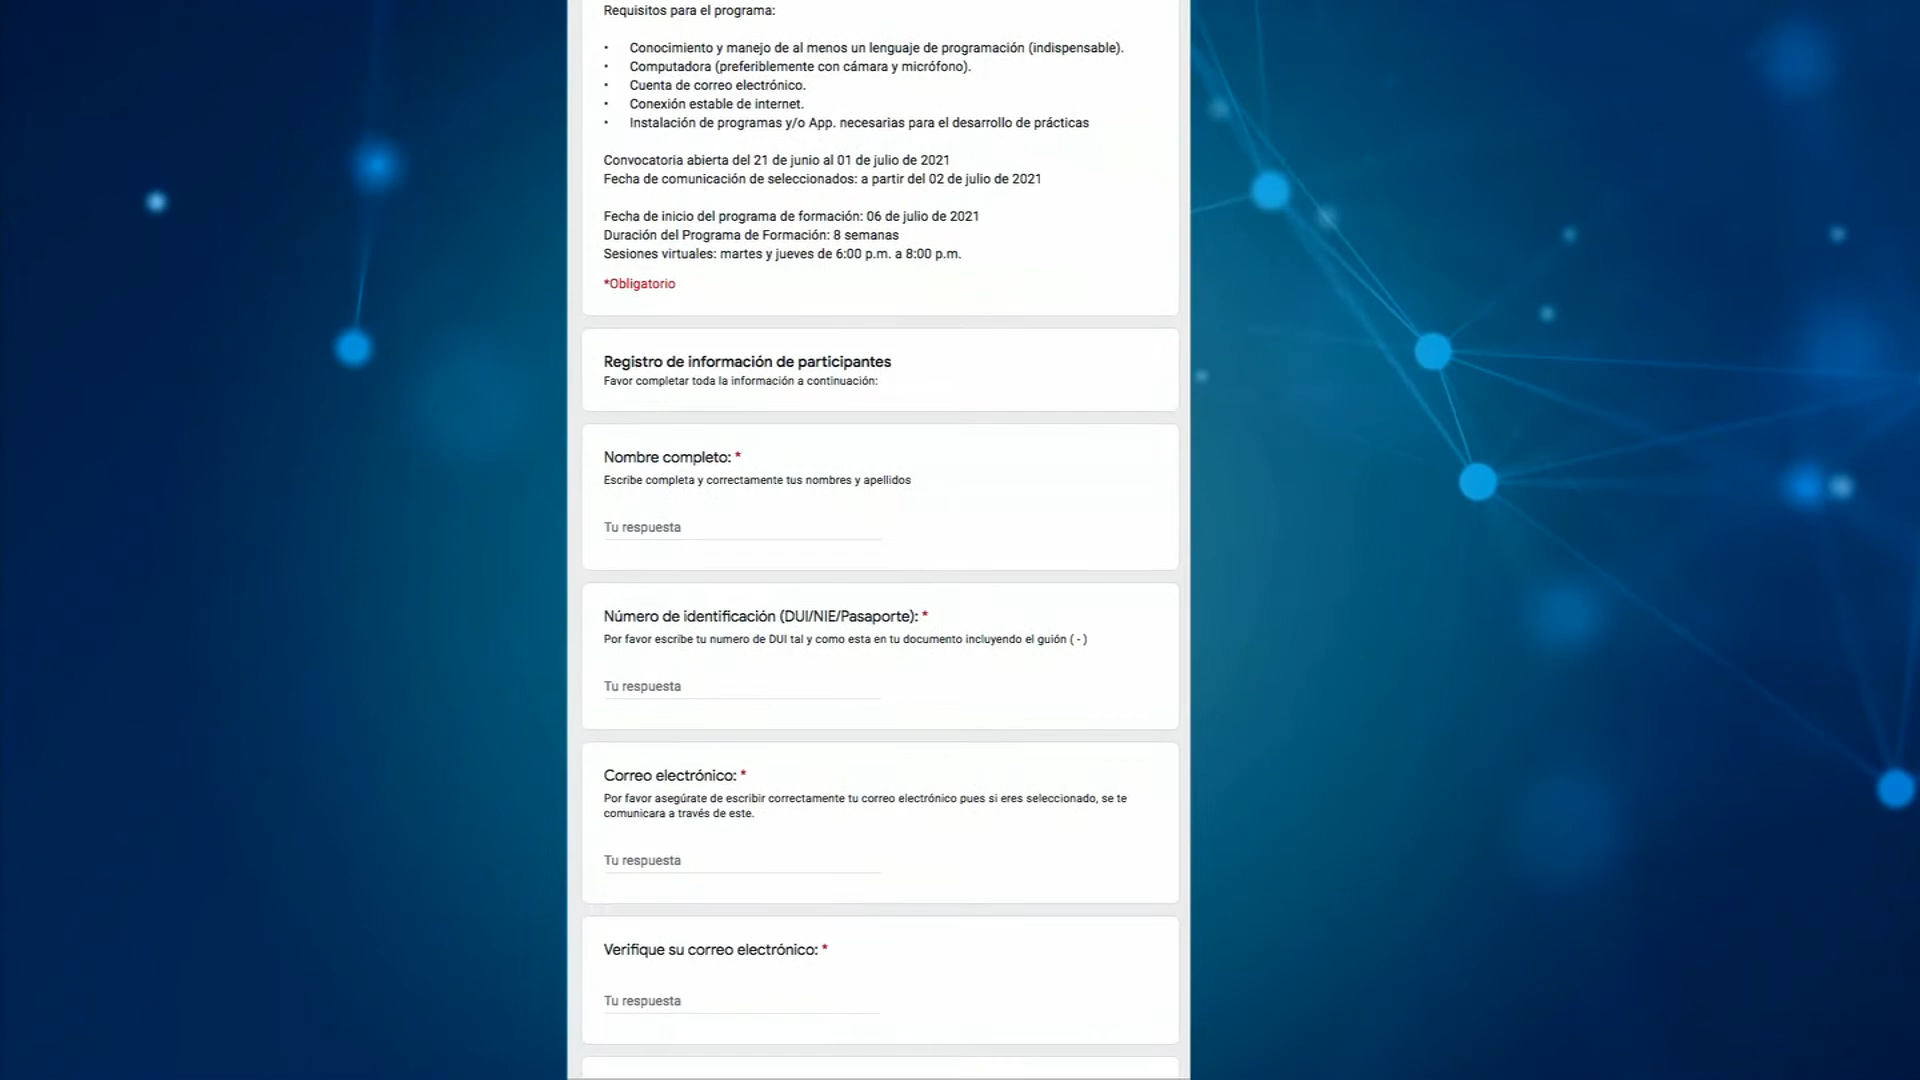 Requisitos para el programa:
• Conocimiento y manejo de al menos un lenguaje de programación (indispensable).
• Computadora (preferiblemente con cámara y micrófono).
• Cuenta de correo electrónico.
• Conexión estable de internet.
• Instalación de programas y/o App. necesarias para el desarrollo de prácticas
Convocatoria abierta del 21 de junio al 01 de julio de 2021
Fecha de comunicación de seleccionados: a partir del 02 de julio de 2021
Fecha de inicio del programa de formación: 06 de julio de 2021
Duración del Programa de Formación: 8 semanas
Sesiones virtuales: martes y jueves de 6:00 p.m. a 8:00 p.m.
*Obligatorio
Registro de información de participantes
Favor completar toda la información a continuación:
Nombre completo: *
Escribe completa y correctamente tus nombres y apellidos
Tu respuesta
Número de identificación (DUI/NIE/Pasaporte): *
Por favor escribe tu numero de DUI tal y como esta en tu documento incluyendo el guión ( - )
Tu respuesta
Correo electrónico: *
Por favor asegúrate de escribir correctamente tu correo electrónico pues si eres seleccionado, se te
comunicara a través de este.
Tu respuesta
Verifique su correo electrónico: *
Tu respuesta